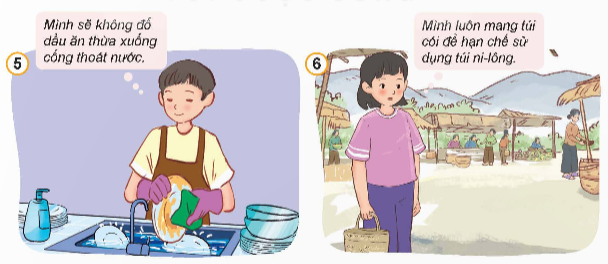 Mình sẽ không đổ
dầu ăn thừa xuống
cống thoát nước.
5
Mình luôn mang túi
cói để hạn chế sử
dụng túi ni-lông.
6